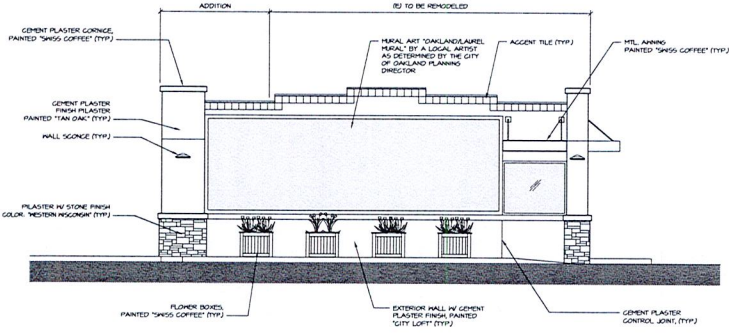 ADDITION
(E) TO BE REMODELED
CEMENT PLASTER CORNICE,
PAINTED "SWISS COFFEE" (TYP.)
MURAL ART "OAKLAND/LAUREL
MURAL" BY A LOCAL ARTIST
AS DETERMINED BY THE CITY
OF OAKLAND PLANNING
DIRECTOR
ACCENT TILE (TYP.)
MTL. AWNING
PAINTED "SWISS COFFEE" (TYP.)
CEMENT PLASTER
FINISH PILASTER
PAINTED "TAN OAK" (TYP.)
WALL SCONCE (TYP.)
PILASTER W/ STONE FINISH
COLOR: "WESTERN WISCONSIN" (TYP.)
FLOWER BOXES,
PAINTED "SWISS COFFEE" (TYP.)
EXTERIOR WALL W/ CEMENT
PLASTER FINISH, PAINTED
"CITY LOFT" (TYP.)
CEMENT PLASTER
CONTROL JOINT, (TYP.)